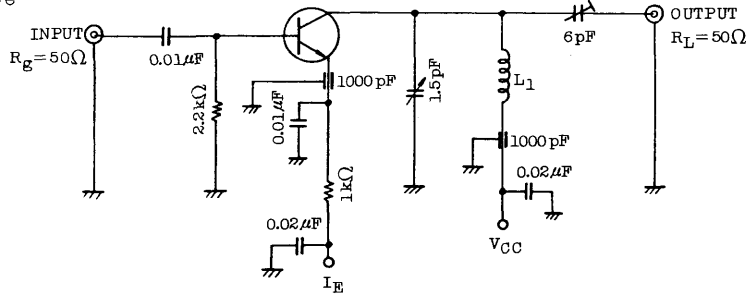 INPUT
Rg=50Ω
0.01μF
2.2kΩ
1000pF
0.01μF
1kΩ
0.02μF
IE
1.5pF
L1
1000pF
0.02μF
VCC
6pF
OUTPUT
RL=50Ω